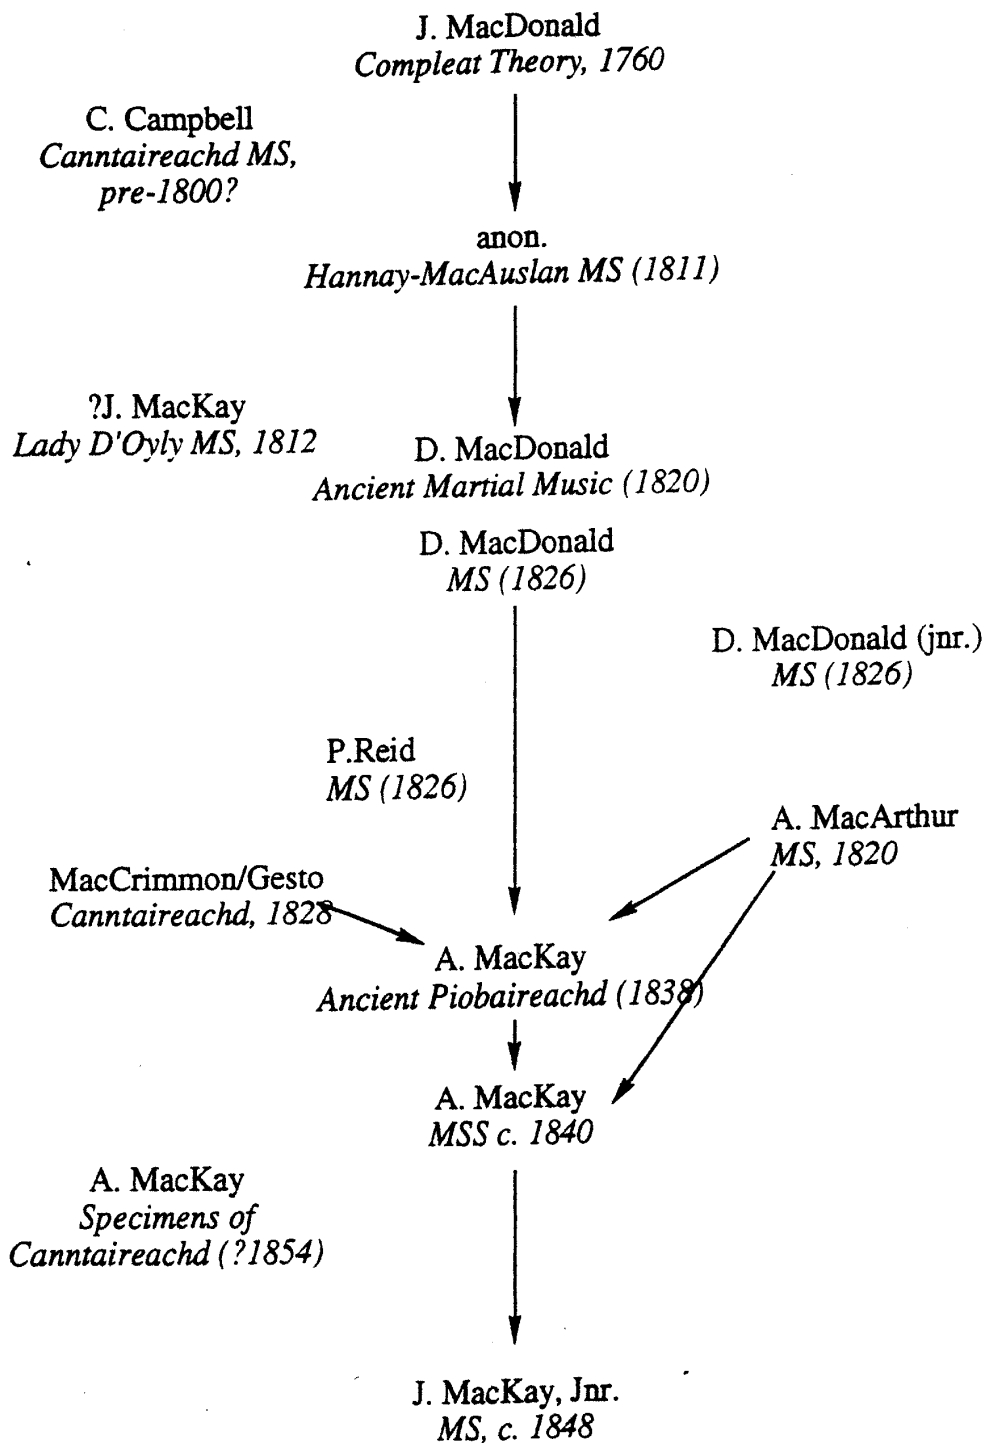 J. MacDonald
Compleat Theory, 1760
C. Campbell
Canntaireachd MS,
pre-1800?
anon.
Hannay-MacAuslan MS (1811)
?J. MacKay
Lady D'Oyly MS, 1812
D. MacDonald
Ancient Martial Music (1820)
D. MacDonald
MS (1826)
D. MacDonald (jnr.)
MS (1826)
P.Reid
MS (1826)
A. MacArthur
MS, 1820
MacCrimmon/Gesto
Canntaireachd, 1828
A. MacKay
Ancient Piobaireachd (1838)
A. MacKay
MSS c. 1840
A. MacKay
Specimens of
Canntaireachd (?1854)
J. MacKay, Jnr.
MS, c. 1848